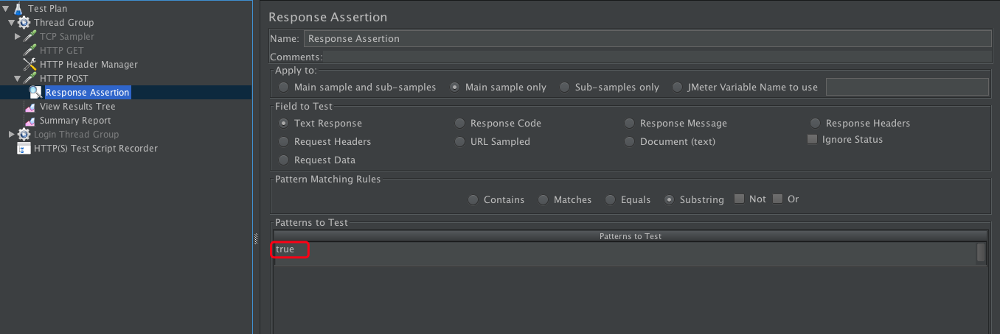 Test Plan
Thread Group
TCP Sampler
HTTP GET
HTTP Header Manager
HTTP POST
Response Assertion
View Results Tree
Summary Report
Login Thread Group
HTTP(S) Test Script Recorder
Response Assertion
Name: Response Assertion
Comments:
Apply to:
Main sample and sub-samples Main sample only Sub-samples only JMeter Variable Name to use
Field to Test
Text Response Response Code Response Message Response Headers
Request Headers URL Sampled Document (text) Ignore Status
Request Data
Pattern Matching Rules
Contains Matches Equals Substring Not Or
Patterns to Test
Patterns to Test
true